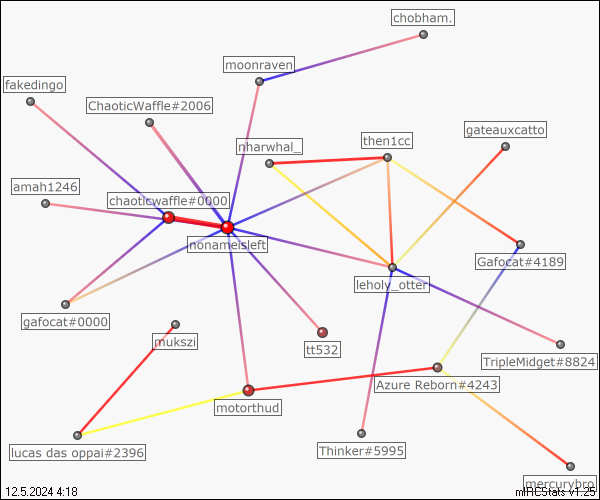 chobham.
moonraven
fakedingo
ChaoticWaffle#2006
gateauxcatto
then1cc
nharwhal_
amah1246
chaoticwaffle#0000
nonameisleft
Gafocat#4189
leholy_otter
gafocat#0000
mukszi
tt532
TripleMidget#8824
Azure Reborn#4243
motorthud
Thinker#5995
lucas das oppai#2396
mercurybro
12.5.2024 4:18
mIRCStats v1.25